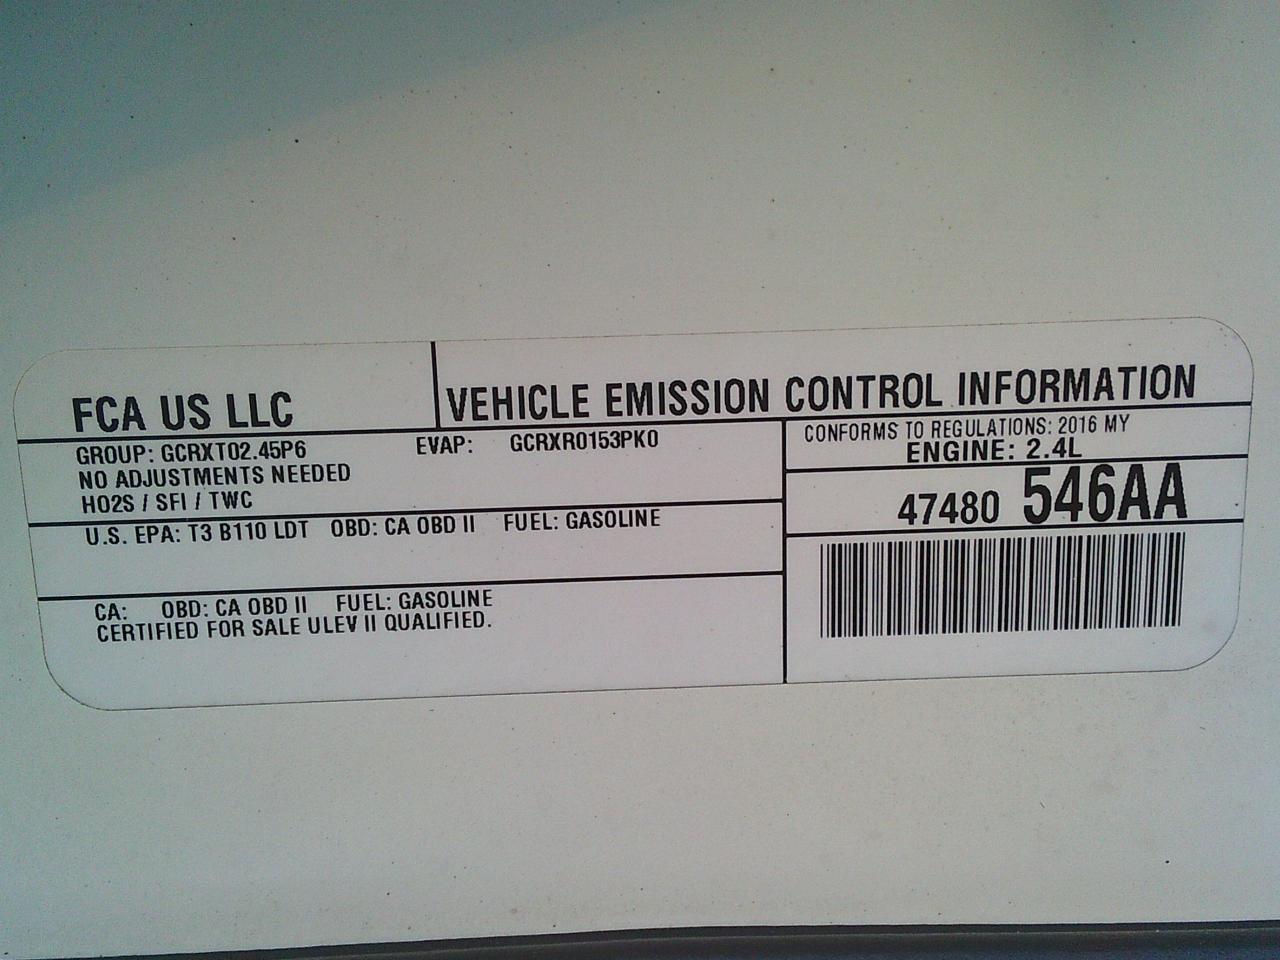 FCA US LLC
VEHICLE EMISSION CONTROL INFORMATION
GROUP: GCRXT02.45P6 EVAP: GCRXR0153PK0
NO ADJUSTMENTS NEEDED
HO2S / SFI / TWC
CONFORMS TO REGULATIONS: 2016 MY
ENGINE: 2.4L
47480 546AA
U.S. EPA: T3 B110 LDT OBD: CA OBD II FUEL: GASOLINE
CA: OBD: CA OBD II FUEL: GASOLINE
CERTIFIED FOR SALE ULEV II QUALIFIED.